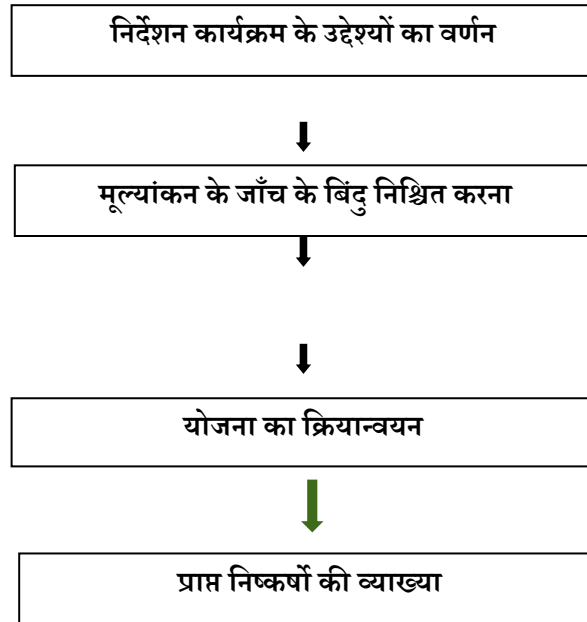 निर्देशन कार्यक्रम के उद्देश्यों का वर्णन
मूल्यांकन के जाँच के बिंदु निश्चित करना
योजना का क्रियान्वयन
प्राप्त निष्कर्षो की व्याख्या